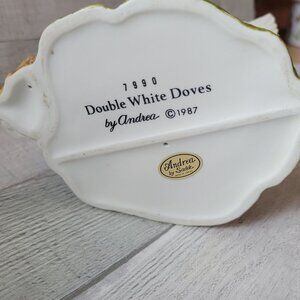 7990
Double White Doves
by Andrea ©1987
Andrea
by Sadek